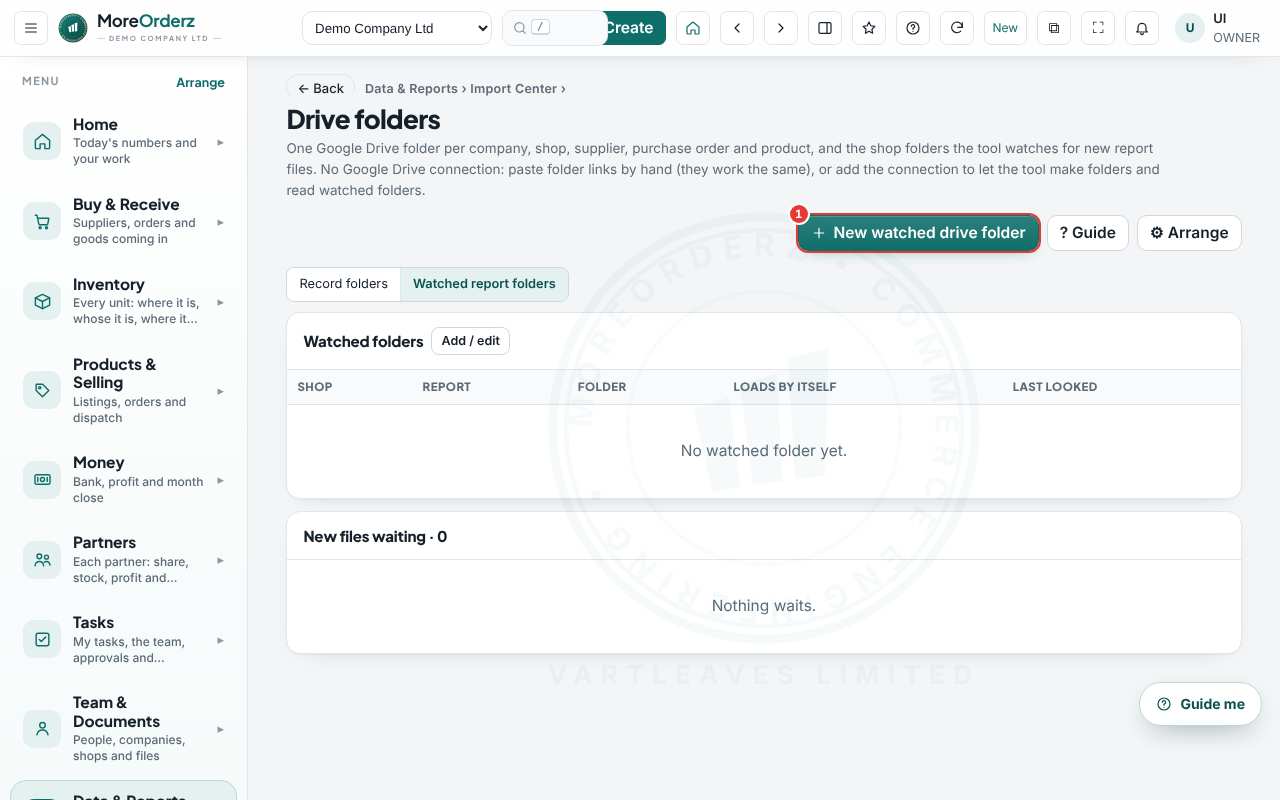 MoreOrderz
— DEMO COMPANY LTD —
Demo Company Ltd
/
Create
New
U
UI
OWNER
MENU
Arrange
Home
Today's numbers and
your work
Buy & Receive
Suppliers, orders and
goods coming in
Inventory
Every unit: where it is,
whose it is, where it...
Products &
Selling
Listings, orders and
dispatch
Money
Bank, profit and month
close
Partners
Each partner: share,
stock, profit and...
Tasks
My tasks, the team,
approvals and...
Team &
Documents
People, companies,
shops and files
Data & Reports
← Back
Data & Reports › Import Center ›
Drive folders
One Google Drive folder per company, shop, supplier, purchase order and product, and the shop folders the tool watches for new report
files. No Google Drive connection: paste folder links by hand (they work the same), or add the connection to let the tool make folders and
read watched folders.
1
+ New watched drive folder
? Guide
⚙ Arrange
Record folders
Watched report folders
Watched folders
Add / edit
SHOP REPORT FOLDER LOADS BY ITSELF LAST LOOKED
No watched folder yet.
New files waiting · 0
Nothing waits.
MOREORDERZ • COMMERCE ENGINEERING •
VARTLEAVES LIMITED
Guide me